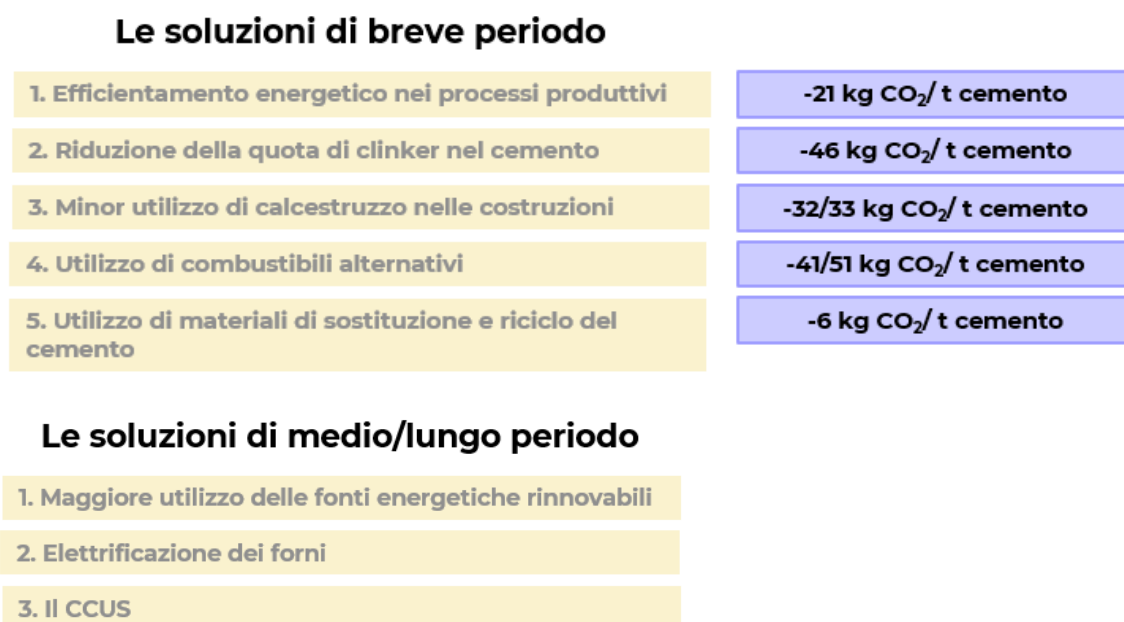 Le soluzioni di breve periodo
1. Efficientamento energetico nei processi produttivi
-21 kg CO₂/ t cemento
2. Riduzione della quota di clinker nel cemento
-46 kg CO₂/ t cemento
3. Minor utilizzo di calcestruzzo nelle costruzioni
-32/33 kg CO₂/ t cemento
4. Utilizzo di combustibili alternativi
-41/51 kg CO₂/ t cemento
5. Utilizzo di materiali di sostituzione e riciclo del
cemento
-6 kg CO₂/ t cemento
Le soluzioni di medio/lungo periodo
1. Maggiore utilizzo delle fonti energetiche rinnovabili
2. Elettrificazione dei forni
3. Il CCUS